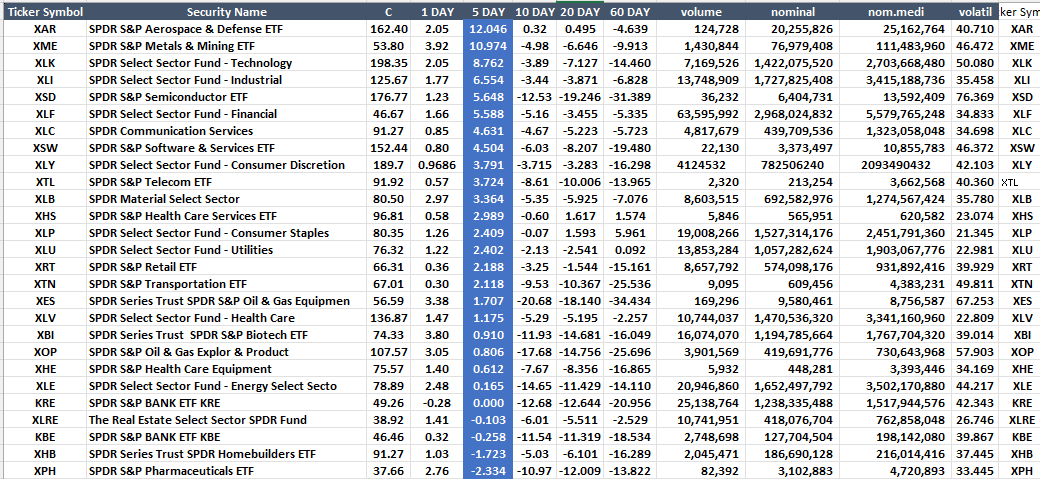 Ticker Symbol Security Name C 1 DAY 5 DAY 10 DAY 20 DAY 60 DAY volume nominal nom.medi volatil ker Sym
XAR SPDR S&P Aerospace & Defense ETF 162.40 2.05 12.046 0.32 0.495 -4.639 124,728 20,255,826 25,162,764 40.710 XAR
XME SPDR S&P Metals & Mining ETF 53.80 3.92 10.974 -4.98 -6.646 -9.913 1,430,844 76,979,408 111,483,960 46.472 XME
XLK SPDR Select Sector Fund - Technology 198.35 2.05 8.762 -3.89 -7.127 -14.460 7,169,526 1,422,075,520 2,703,668,480 50.080 XLK
XLI SPDR Select Sector Fund - Industrial 125.67 1.77 6.554 -3.44 -3.871 -6.828 13,748,909 1,727,825,408 3,415,188,736 35.458 XLI
XSD SPDR S&P Semiconductor ETF 176.77 1.23 5.648 -12.53 -19.246 -31.389 36,232 6,404,731 13,592,409 76.369 XSD
XLF SPDR Select Sector Fund - Financial 46.67 1.66 5.588 -5.16 -3.455 -5.335 63,595,992 2,968,024,832 5,579,765,248 34.833 XLF
XLC SPDR Communication Services 91.27 0.85 4.631 -4.67 -5.223 -5.723 4,817,679 439,709,536 1,323,058,048 34.698 XLC
XSW SPDR S&P Software & Services ETF 152.44 0.80 4.504 -6.03 -8.207 -19.480 22,130 3,373,497 10,855,783 46.372 XSW
XLY SPDR Select Sector Fund - Consumer Discretion 189.7 0.9686 3.791 -3.715 -3.283 -16.298 4124532 782506240 2093490432 42.103 XLY
XTL SPDR S&P Telecom ETF 91.92 0.57 3.724 -8.61 -10.006 -13.965 2,320 213,254 3,662,568 40.360 XTL
XLB SPDR Material Select Sector 80.50 2.97 3.364 -5.35 -5.925 -7.076 8,603,515 692,582,976 1,274,567,424 35.780 XLB
XHS SPDR S&P Health Care Services ETF 96.81 0.58 2.989 -0.60 1.617 1.574 5,846 565,951 620,582 23.074 XHS
XLP SPDR Select Sector Fund - Consumer Staples 80.35 1.26 2.409 -0.07 1.593 5.961 19,008,266 1,527,314,176 2,451,791,360 21.345 XLP
XLU SPDR Select Sector Fund - Utilities 76.32 1.22 2.402 -2.13 -2.541 0.092 13,853,284 1,057,282,624 1,903,067,776 22.981 XLU
XRT SPDR S&P Retail ETF 66.31 0.36 2.188 -3.25 -1.544 -15.161 8,657,792 574,098,176 931,892,416 39.929 XRT
XTN SPDR S&P Transportation ETF 67.01 0.30 2.118 -9.53 -10.367 -25.536 9,095 609,456 4,383,231 49.811 XTN
XES SPDR Series Trust SPDR S&P Oil & Gas Equipmen 56.59 3.38 1.707 -20.68 -18.140 -34.434 169,296 9,580,461 8,756,587 67.253 XES
XLV SPDR Select Sector Fund - Health Care 136.87 1.47 1.175 -5.29 -5.195 -2.257 10,744,037 1,470,536,320 3,341,160,960 22.809 XLV
XBI SPDR Series Trust SPDR S&P Biotech ETF 74.33 3.80 0.910 -11.93 -14.681 -16.049 16,074,070 1,194,785,664 1,767,704,320 39.014 XBI
XOP SPDR S&P Oil & Gas Explor & Product 107.57 3.05 0.806 -17.68 -14.756 -25.696 3,901,569 419,691,776 730,643,968 57.903 XOP
XHE SPDR S&P Health Care Equipment 75.57 1.40 0.612 -7.67 -8.356 -16.865 5,932 448,281 3,393,446 34.169 XHE
XLE SPDR Select Sector Fund - Energy Select Secto 78.89 2.48 0.165 -14.65 -11.429 -14.110 20,946,860 1,652,497,792 3,502,170,880 44.217 XLE
KRE SPDR S&P BANK ETF KRE 49.26 -0.28 0.000 -12.68 -12.644 -20.956 25,138,764 1,238,335,488 1,517,944,576 42.343 KRE
XLRE The Real Estate Select Sector SPDR Fund 38.92 1.41 -0.103 -6.01 -5.511 -2.529 10,741,951 418,076,704 762,858,048 26.746 XLRE
KBE SPDR S&P BANK ETF KBE 46.46 0.32 -0.258 -11.54 -11.319 -18.534 2,748,698 127,704,504 198,142,080 39.867 KBE
XHB SPDR Series Trust SPDR Homebuilders ETF 91.27 1.03 -1.723 -5.03 -6.101 -16.289 2,045,471 186,690,128 216,014,416 37.445 XHB
XPH SPDR S&P Pharmaceuticals ETF 37.66 2.76 -2.334 -10.97 -12.009 -13.822 82,392 3,102,883 4,720,893 33.445 XPH